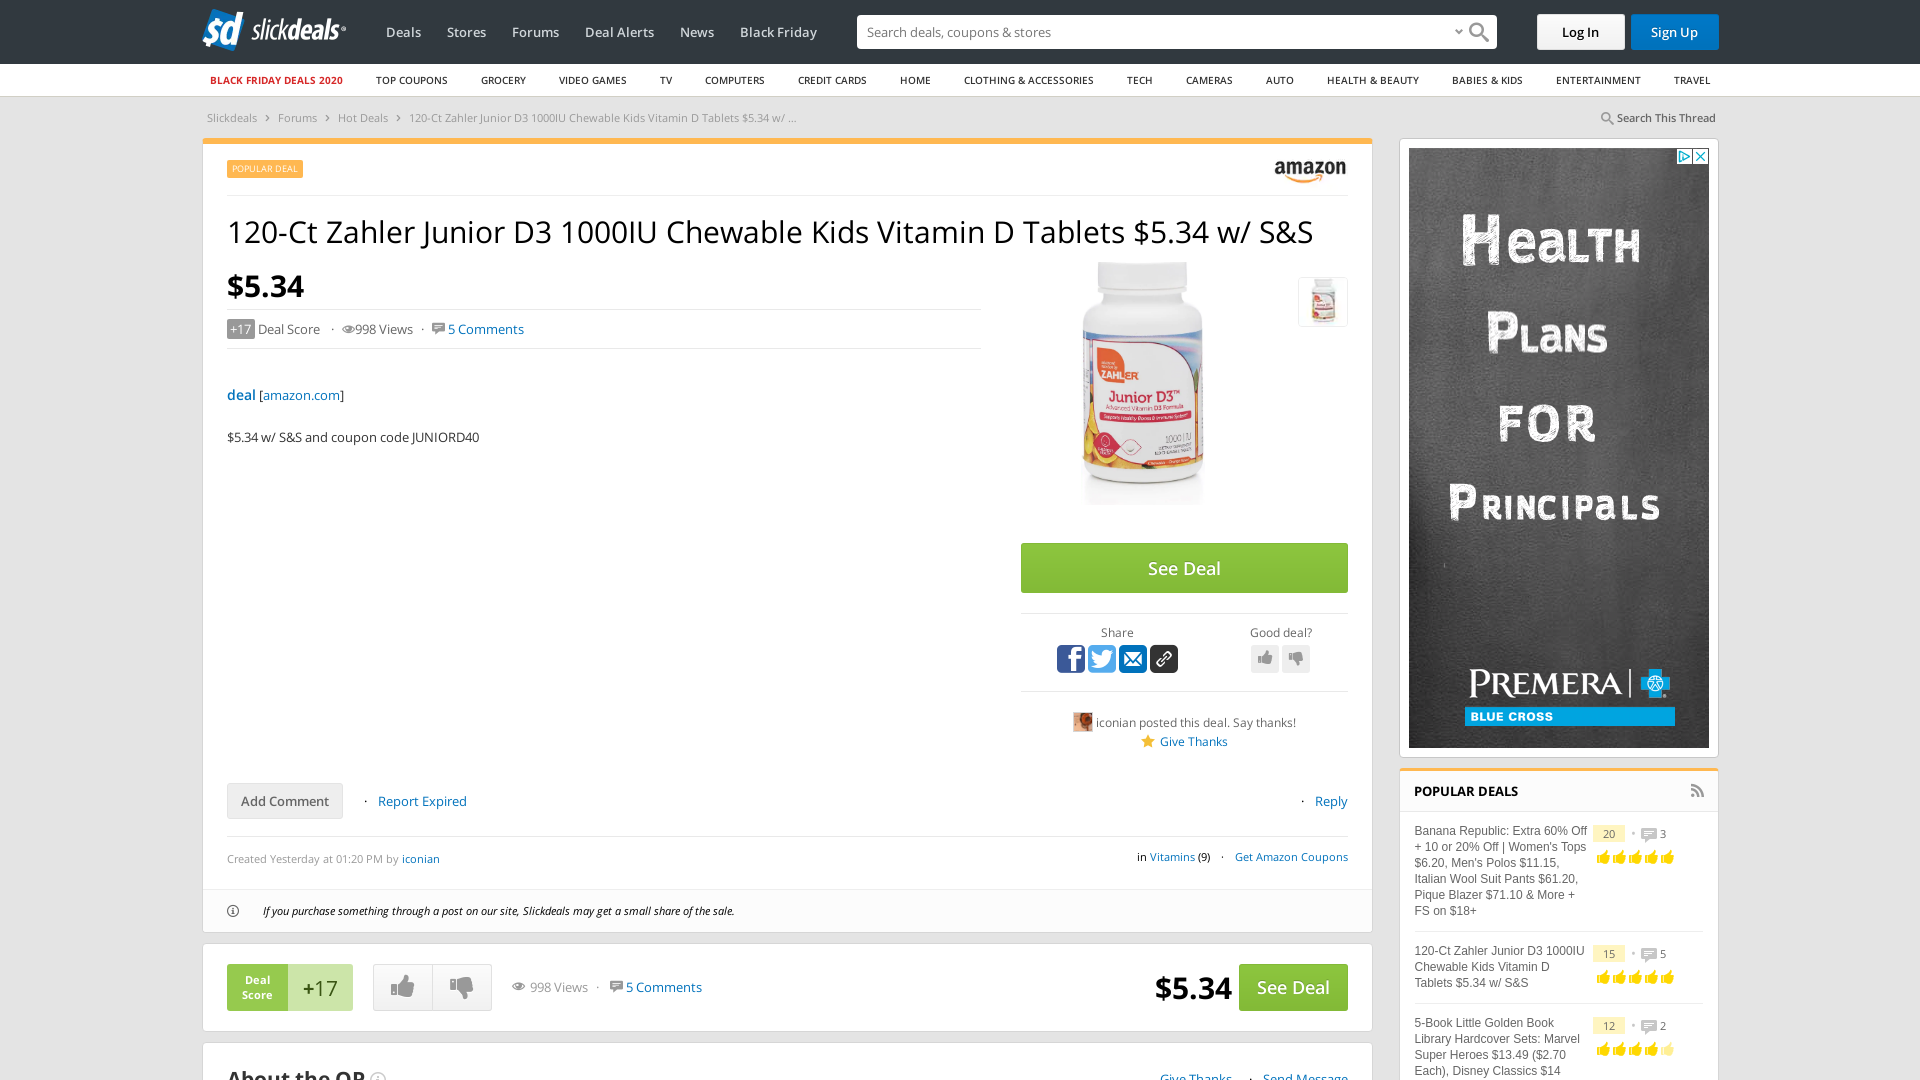 slickdeals
Deals
Stores
Forums
Deal Alerts
News
Black Friday
Search deals, coupons & stores
Log In
Sign Up
BLACK FRIDAY DEALS 2020
TOP COUPONS
GROCERY
VIDEO GAMES
TV
COMPUTERS
CREDIT CARDS
HOME
CLOTHING & ACCESSORIES
TECH
CAMERAS
AUTO
HEALTH & BEAUTY
BABIES & KIDS
ENTERTAINMENT
TRAVEL
Slickdeals › Forums › Hot Deals › 120-Ct Zahler Junior D3 1000IU Chewable Kids Vitamin D Tablets $5.34 w/ ...
Search This Thread
POPULAR DEAL
amazon
120-Ct Zahler Junior D3 1000IU Chewable Kids Vitamin D Tablets $5.34 w/ S&S
$5.34
+17 Deal Score · 998 Views · 5 Comments
deal [amazon.com]
$5.34 w/ S&S and coupon code JUNIORD40
ZAHLER
Junior D3™
Advanced Vitamin D3 Formula
1000 IU
See Deal
Share
Good deal?
iconian posted this deal. Say thanks!
Give Thanks
Add Comment · Report Expired
· Reply
Created Yesterday at 01:20 PM by iconian
in Vitamins (9) · Get Amazon Coupons
If you purchase something through a post on our site, Slickdeals may get a small share of the sale.
Deal Score
+17
998 Views · 5 Comments
$5.34
See Deal
About the OP
Give Thanks · Send Message
HEALTH
PLANS
FOR
PRINCIPALS
PREMERA
BLUE CROSS
POPULAR DEALS
Banana Republic: Extra 60% Off
+ 10 or 20% Off | Women's Tops
$6.20, Men's Polos $11.15,
Italian Wool Suit Pants $61.20,
Pique Blazer $71.10 & More +
FS on $18+
20 • 3
120-Ct Zahler Junior D3 1000IU
Chewable Kids Vitamin D
Tablets $5.34 w/ S&S
15 • 5
5-Book Little Golden Book
Library Hardcover Sets: Marvel
Super Heroes $13.49 ($2.70
Each), Disney Classics $14
12 • 2